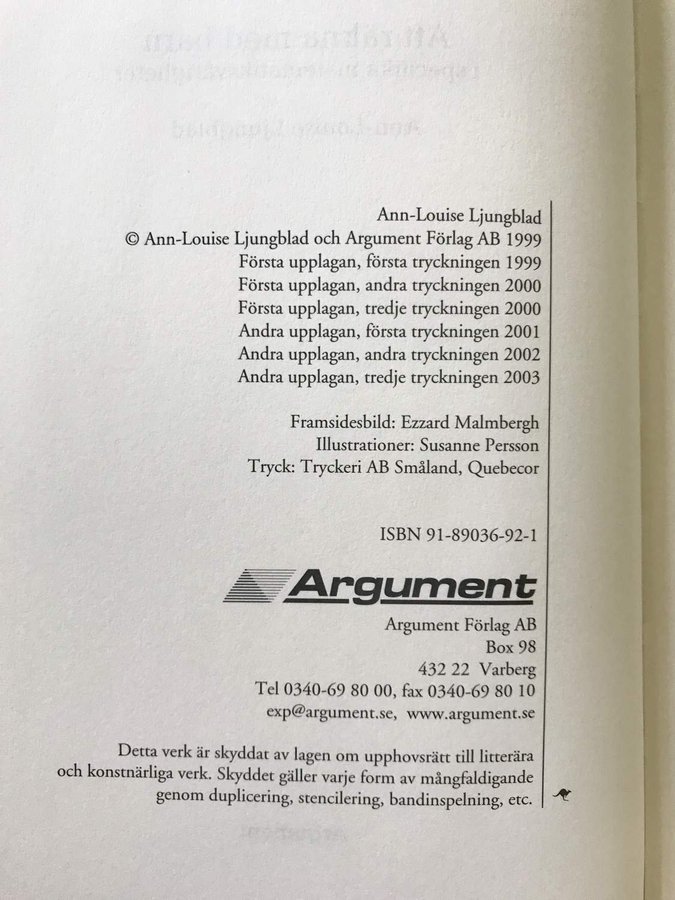 Ann-Louise Ljungblad
© Ann-Louise Ljungblad och Argument Förlag AB 1999
Första upplagan, första tryckningen 1999
Första upplagan, andra tryckningen 2000
Första upplagan, tredje tryckningen 2000
Andra upplagan, första tryckningen 2001
Andra upplagan, andra tryckningen 2002
Andra upplagan, tredje tryckningen 2003
Framsidesbild: Ezzard Malmbergh
Illustrationer: Susanne Persson
Tryck: Tryckeri AB Småland, Quebecor
ISBN 91-89036-92-1
Argument
Argument Förlag AB
Box 98
432 22 Varberg
Tel 0340-69 80 00, fax 0340-69 80 10
exp@argument.se, www.argument.se
Detta verk är skyddat av lagen om upphovsrätt till litterära
och konstnärliga verk. Skyddet gäller varje form av mångfaldigande
genom duplicering, stencilering, bandinspelning, etc.